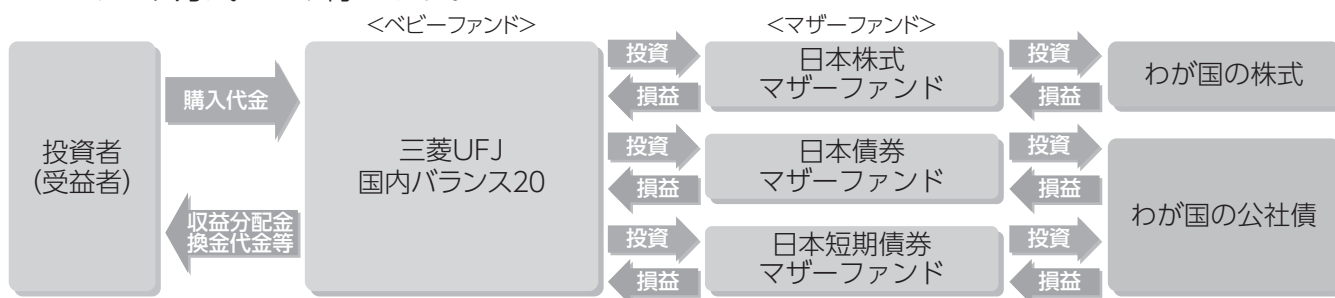 <ベビーファンド>
<マザーファンド>
投資者
(受益者)
購入代金
収益分配金
換金代金等
三菱UFJ
国内バランス20
投資
損益
日本株式
マザーファンド
投資
損益
わが国の株式
投資
損益
日本債券
マザーファンド
投資
損益
わが国の公社債
投資
損益
日本短期債券
マザーファンド
投資
損益